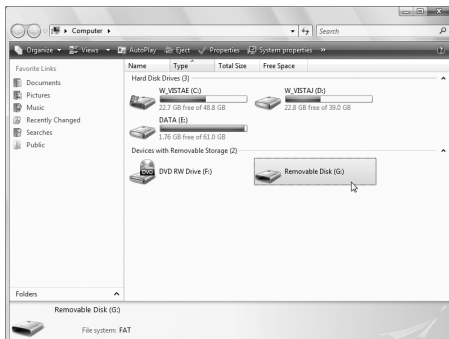 Computer
Search
Organize Views AutoPlay Eject Properties System properties »
Favorite Links
Documents
Pictures
Music
Recently Changed
Searches
Public
Name Type Total Size Free Space
Hard Disk Drives (3)
W_VISTAE (C:)
22.7 GB free of 48.8 GB
W_VISTAJ (D:)
22.8 GB free of 39.0 GB
DATA (E:)
1.76 GB free of 61.0 GB
Devices with Removable Storage (2)
DVD
DVD RW Drive (F:)
Removable Disk (G:)
Folders
Removable Disk (G:)
File system: FAT